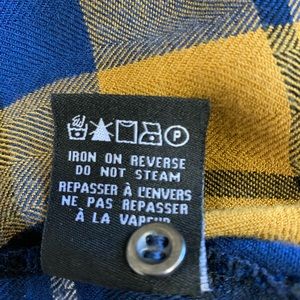 P
IRON ON REVERSE
DO NOT STEAM
REPASSER À L'ENVERS
NE PAS REPASSER
À LA VAPEUR